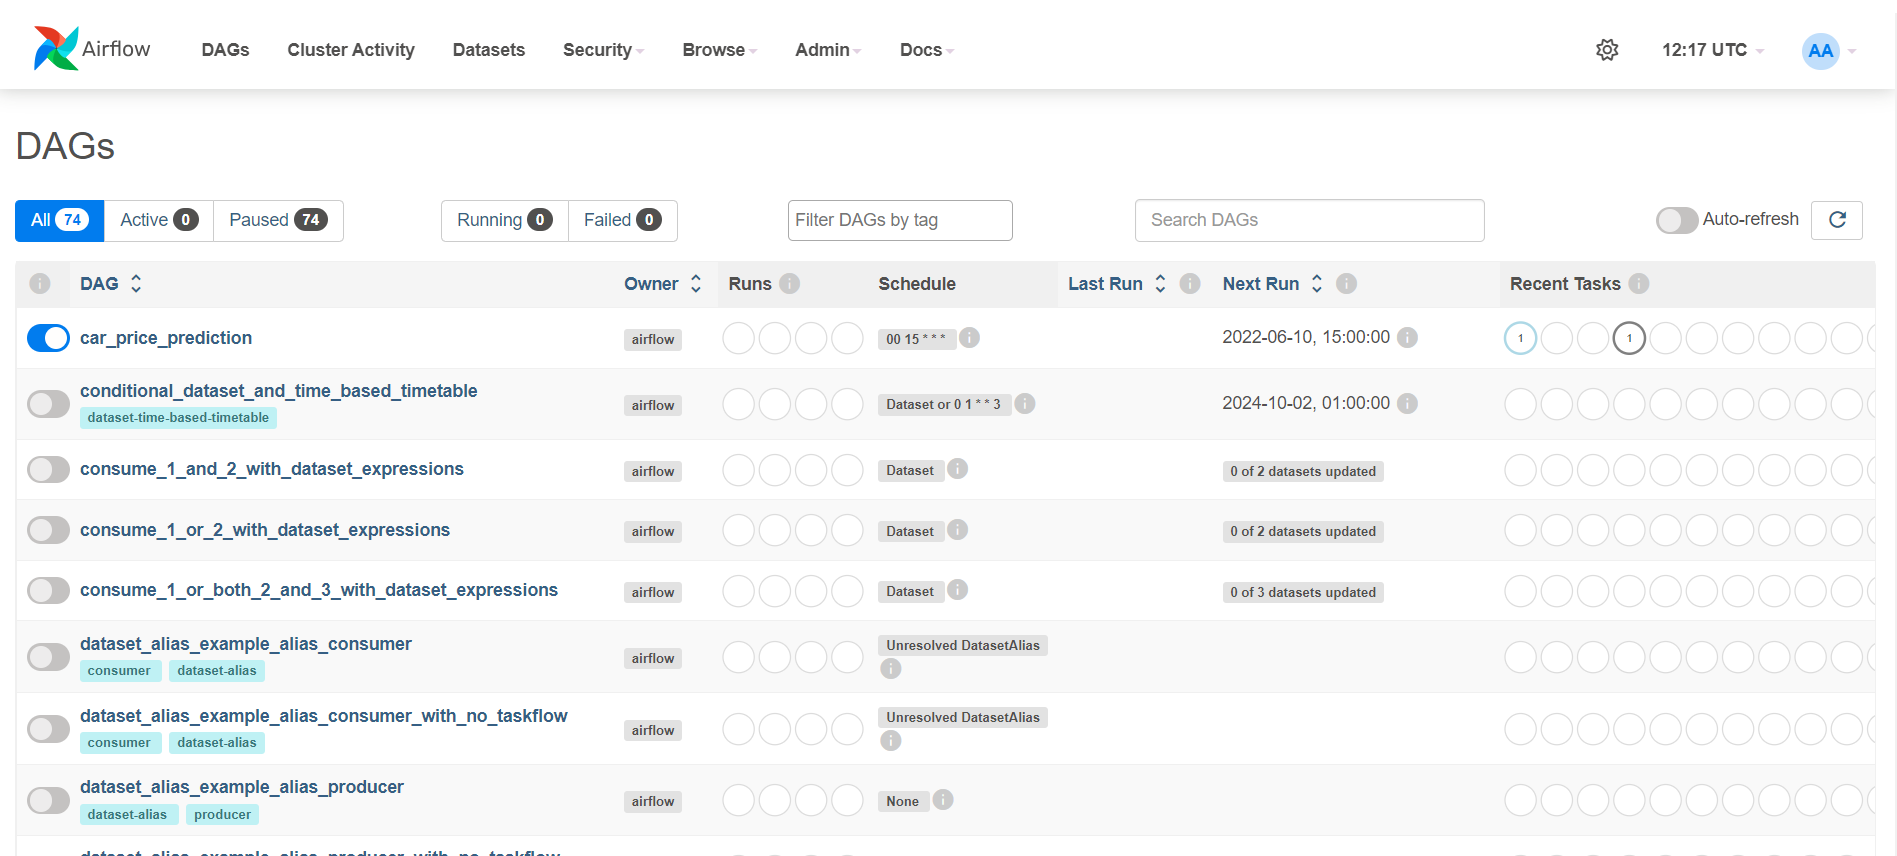 Airflow DAGs Cluster Activity Datasets Security Browse Admin Docs 12:17 UTC AA
DAGs
All 74 Active 0 Paused 74 Running 0 Failed 0 Filter DAGs by tag Search DAGs Auto-refresh
i DAG Owner Runs i Schedule Last Run i Next Run i Recent Tasks i
car_price_prediction airflow 00 15 * * * i 2022-06-10, 15:00:00 i 1 1
conditional_dataset_and_time_based_timetable
dataset-time-based-timetable airflow Dataset or 0 1 * * 3 i 2024-10-02, 01:00:00 i
consume_1_and_2_with_dataset_expressions airflow Dataset i 0 of 2 datasets updated
consume_1_or_2_with_dataset_expressions airflow Dataset i 0 of 2 datasets updated
consume_1_or_both_2_and_3_with_dataset_expressions airflow Dataset i 0 of 3 datasets updated
dataset_alias_example_alias_consumer airflow Unresolved DatasetAlias
consumer dataset-alias i
dataset_alias_example_alias_consumer_with_no_taskflow airflow Unresolved DatasetAlias
consumer dataset-alias i
dataset_alias_example_alias_producer airflow None i
dataset-alias producer
dataset_alias_example_alias_producer_with_no_taskflow